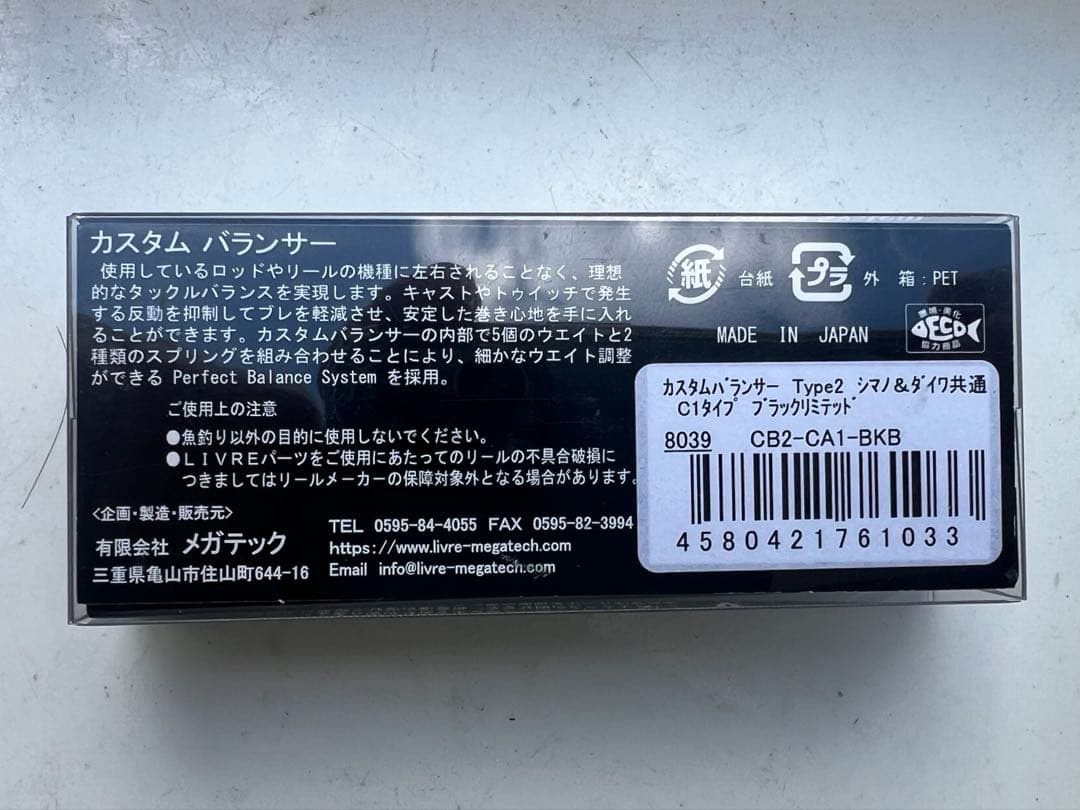 カスタム バランサー
使用しているロッドやリールの機種に左右されることなく、理想
的なタックルバランスを実現します。キャストやトゥイッチで発生
する反動を抑制してブレを軽減させ、安定した巻き心地を手に入れ
ることができます。カスタムバランサーの内部で5個のウエイトと2
種類のスプリングを組み合わせることにより、細かなウエイト調整
ができる Perfect Balance System を採用。
ご使用上の注意
●魚釣り以外の目的に使用しないでください。
●LIVREパーツをご使用にあたってのリールの不具合破損に
つきましてはリールメーカーの保障対象外となる場合があります。
<企画・製造・販売元>
有限会社 メガテック
三重県亀山市住山町644-16
TEL 0595-84-4055 FAX 0595-82-3994
https://www.livre-megatech.com
Email info@livre-megatech.com
紙 台紙 プラ 外 箱:PET
MADE IN JAPAN
環境・美化
ECO
協力商品
カスタムバランサー Type2 シマノ&ダイワ共通
C1タイプ ブラックリミテッド
8039 CB2-CA1-BKB
4580421761033